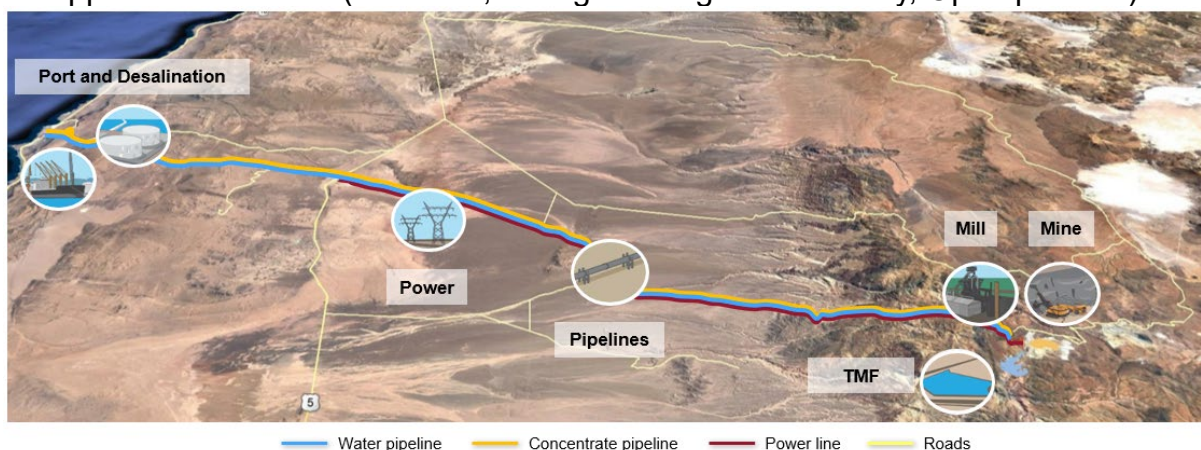 Port and Desalination
Mill
Mine
Power
Pipelines
TMF
5
Water pipeline
Concentrate pipeline
Power line
Roads